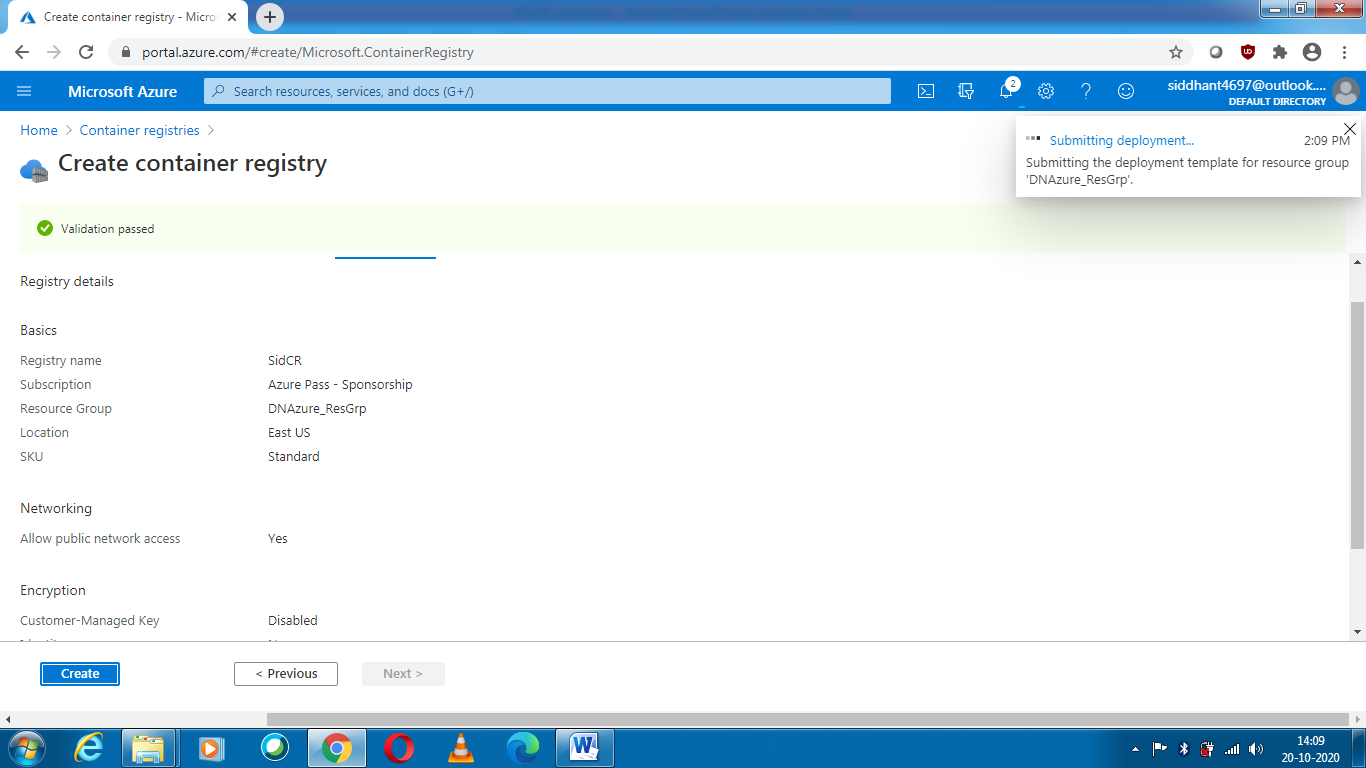 Create container registry - Micros
portal.azure.com/#create/Microsoft.ContainerRegistry
Microsoft Azure
Search resources, services, and docs (G+/)
2
siddhant4697@outlook....
DEFAULT DIRECTORY
Home > Container registries >
Create container registry
Submitting deployment...
2:09 PM
Submitting the deployment template for resource group
'DNAzure_ResGrp'.
Validation passed
Registry details
Basics
Registry name SidCR
Subscription Azure Pass - Sponsorship
Resource Group DNAzure_ResGrp
Location East US
SKU Standard
Networking
Allow public network access Yes
Encryption
Customer-Managed Key Disabled
Create
< Previous
Next >
14:09
20-10-2020